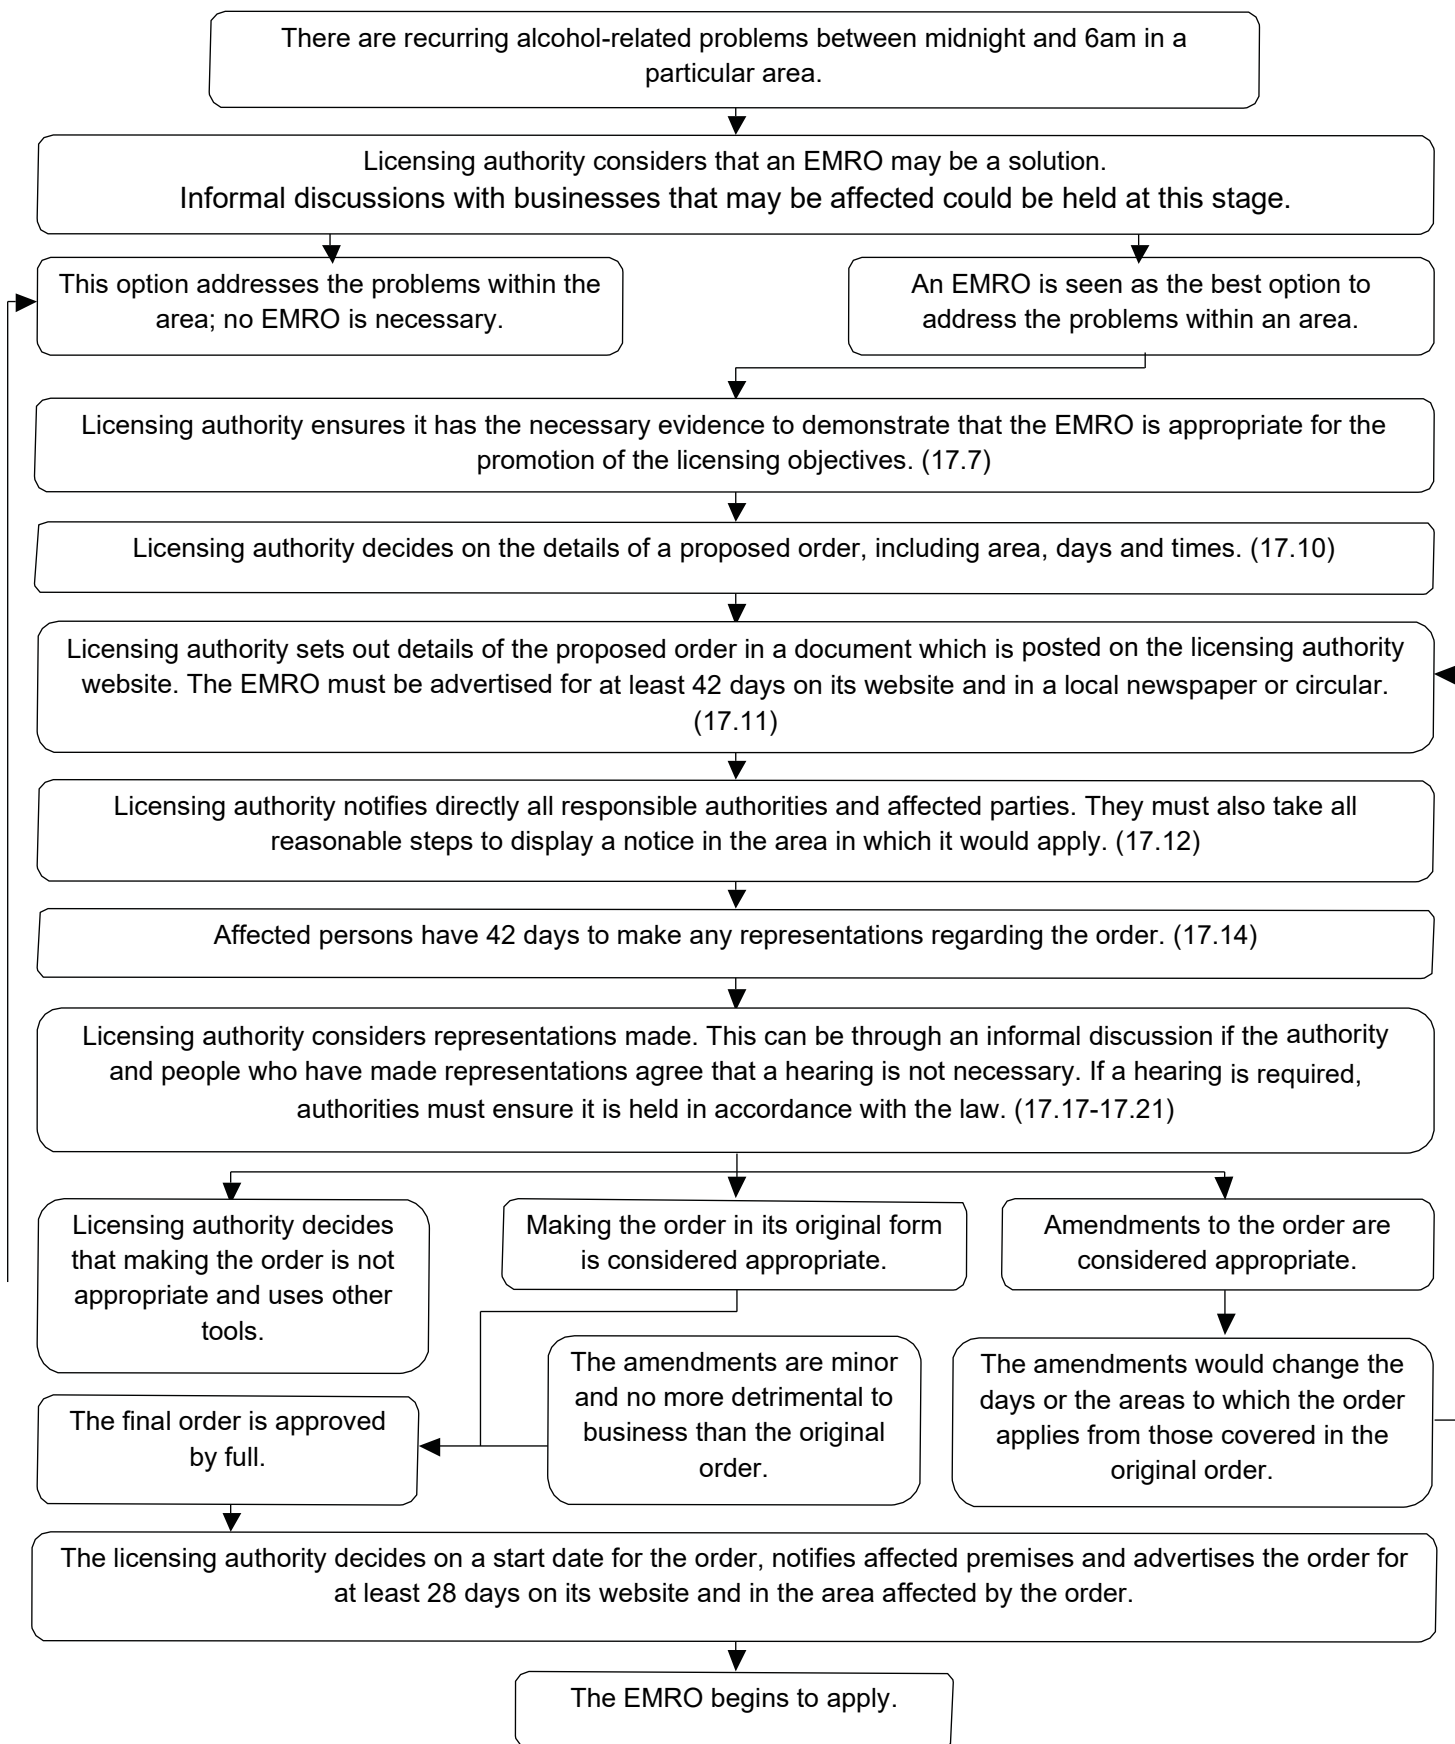 There are recurring alcohol-related problems between midnight and 6am in a
particular area.
Licensing authority considers that an EMRO may be a solution.
Informal discussions with businesses that may be affected could be held at this stage.
This option addresses the problems within the
area; no EMRO is necessary.
An EMRO is seen as the best option to
address the problems within an area.
Licensing authority ensures it has the necessary evidence to demonstrate that the EMRO is appropriate for the
promotion of the licensing objectives. (17.7)
Licensing authority decides on the details of a proposed order, including area, days and times. (17.10)
Licensing authority sets out details of the proposed order in a document which is posted on the licensing authority
website. The EMRO must be advertised for at least 42 days on its website and in a local newspaper or circular.
(17.11)
Licensing authority notifies directly all responsible authorities and affected parties. They must also take all
reasonable steps to display a notice in the area in which it would apply. (17.12)
Affected persons have 42 days to make any representations regarding the order. (17.14)
Licensing authority considers representations made. This can be through an informal discussion if the authority
and people who have made representations agree that a hearing is not necessary. If a hearing is required,
authorities must ensure it is held in accordance with the law. (17.17-17.21)
Licensing authority decides
that making the order is not
appropriate and uses other
tools.
Making the order in its original form
is considered appropriate.
Amendments to the order are
considered appropriate.
The final order is approved
by full.
The amendments are minor
and no more detrimental to
business than the original
order.
The amendments would change the
days or the areas to which the order
applies from those covered in the
original order.
The licensing authority decides on a start date for the order, notifies affected premises and advertises the order for
at least 28 days on its website and in the area affected by the order.
The EMRO begins to apply.